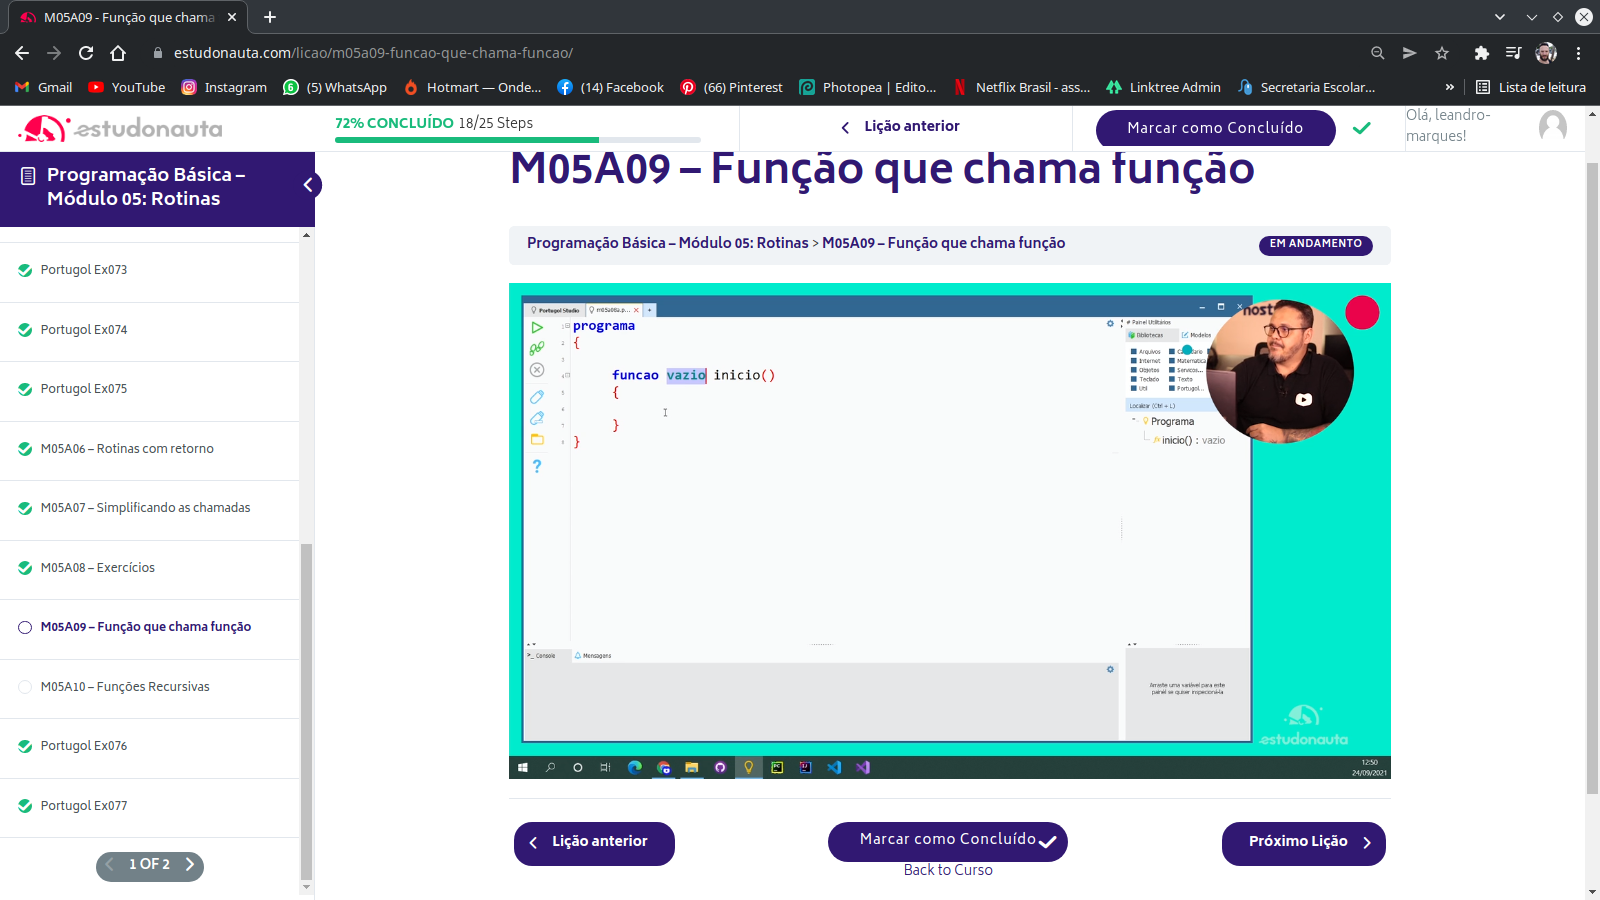 M05A09 - Função que chama
estudonauta.com/licao/m05a09-funcao-que-chama-funcao/
Gmail
YouTube
Instagram
(5) WhatsApp
Hotmart — Onde...
(14) Facebook
(66) Pinterest
Photopea | Edito...
Netflix Brasil - ass...
Linktree Admin
Secretaria Escolar...
»
Lista de leitura
estudonauta
72% CONCLUÍDO 18/25 Steps
Lição anterior
Marcar como Concluído
Olá, leandro-
marques!
Programação Básica –
Módulo 05: Rotinas
Portugol Ex073
Portugol Ex074
Portugol Ex075
M05A06 – Rotinas com retorno
M05A07 – Simplificando as chamadas
M05A08 – Exercícios
M05A09 – Função que chama função
M05A10 – Funções Recursivas
Portugol Ex076
Portugol Ex077
1 OF 2
M05A09 – Função que chama função
Programação Básica – Módulo 05: Rotinas > M05A09 – Função que chama função
EM ANDAMENTO
Portugol Studio
m05a08a.p...
programa
{
funcao vazio inicio()
{
}
}
# Painel Utilitários
Bibliotecas
Modelos
Arquivos
Internet
Matematica
Objetos
Servicos...
Teclado
Texto
Util
Portugol...
Localizar (Ctrl + L)
Programa
inicio() : vazio
Console
Mensagens
Arraste uma variável para este
painel se quiser inspecioná-la
estudonauta
12:50
24/09/2021
Lição anterior
Marcar como Concluído
Próximo Lição
Back to Curso